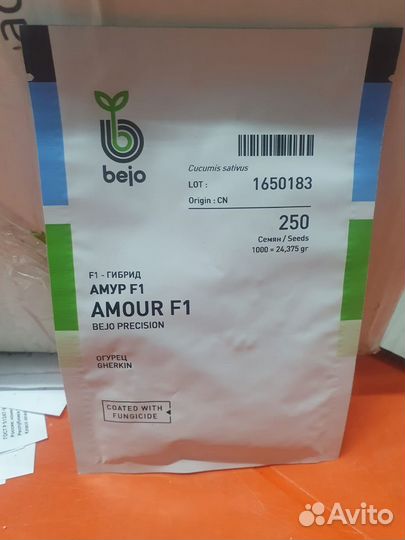 bejo
Cucumis sativus
LOT : 1650183
Origin : CN
250
Семян / Seeds
1000 = 24,375 gr
F1 - ГИБРИД
АМУР F1
AMOUR F1
BEJO PRECISION
ОГУРЕЦ
GHERKIN
COATED WITH
FUNGICIDE
Avito